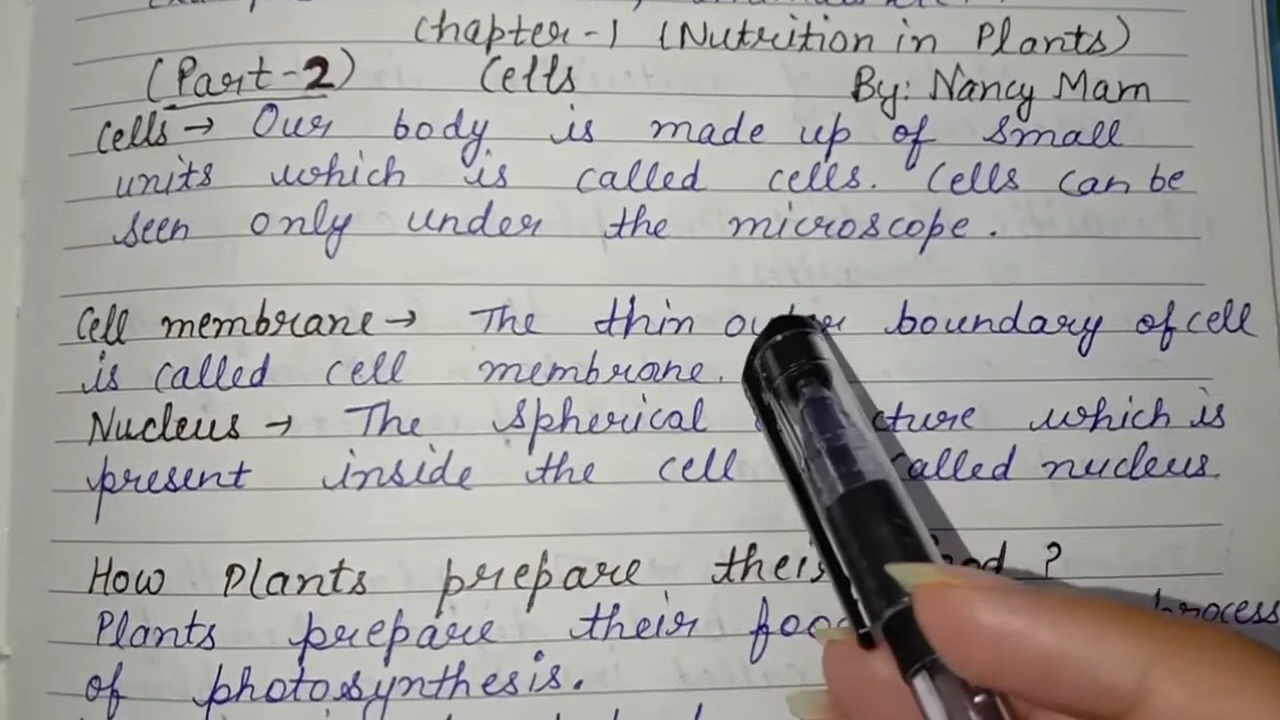 Chapter-1 (Nutrition in Plants)
(Part-2) Cells By: Nancy Mam
Cells → Our body is made up of small
units which is called cells. Cells can be
seen only under the microscope.
Cell membrane → The thin outer boundary of cell
is called cell membrane.
Nucleus → The spherical which is
present inside the cell called nucleus.
How Plants prepare their ?
Plants prepare their process
of photosynthesis.